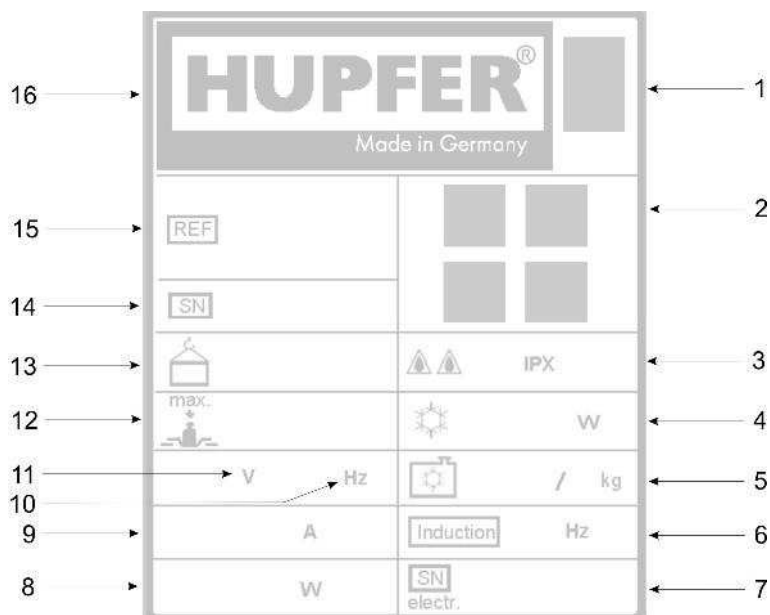 HUPFER®
Made in Germany
16
1
15
REF
2
14
SN
13
IPX
3
12
max.
W
4
11
V
Hz
/ kg
5
10
9
A
Induction
Hz
6
8
W
SN
electr.
7